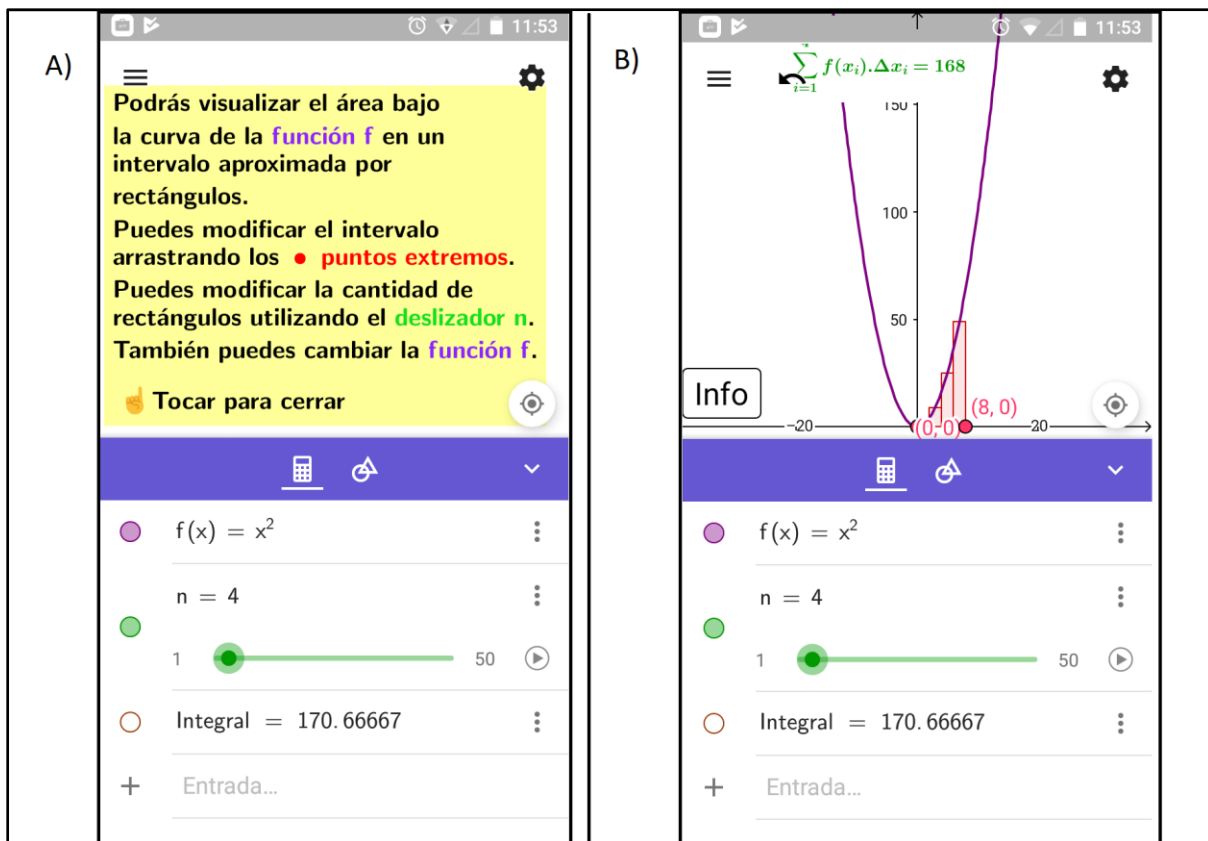 A)
11:53
Podrás visualizar el área bajo
la curva de la función f en un
intervalo aproximada por
rectángulos.
Puedes modificar el intervalo
arrastrando los ● puntos extremos.
Puedes modificar la cantidad de
rectángulos utilizando el deslizador n.
También puedes cambiar la función f.
☝Tocar para cerrar
f(x) = x²
n = 4
1 50
Integral = 170.66667
+ Entrada...
B)
11:53
∑ i=1 f(xᵢ).Δxᵢ = 168
150
100
50
Info
(8, 0)
-20 (0, 0) 20
f(x) = x²
n = 4
1 50
Integral = 170.66667
+ Entrada...